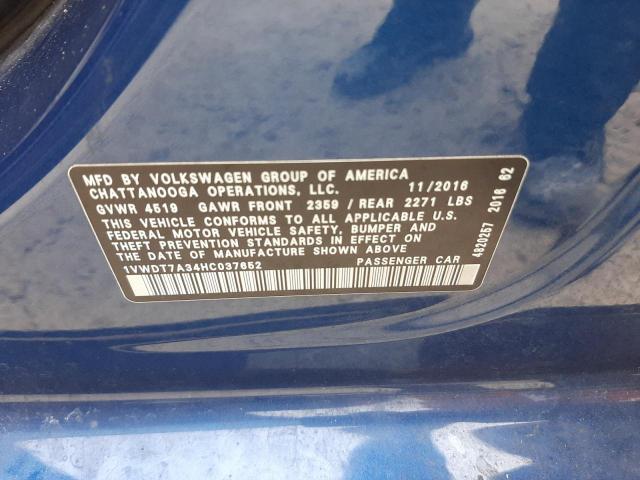 MFD BY VOLKSWAGEN GROUP OF AMERICA
CHATTANOOGA OPERATIONS, LLC. 11/2016
GVWR 4519 GAWR FRONT 2359 / REAR 2271 LBS
THIS VEHICLE CONFORMS TO ALL APPLICABLE U.S.
FEDERAL MOTOR VEHICLE SAFETY, BUMPER AND
THEFT PREVENTION STANDARDS IN EFFECT ON
THE DATE OF MANUFACTURE SHOWN ABOVE
1VWDT7A34HC037652 PASSENGER CAR
4820257 2016 62